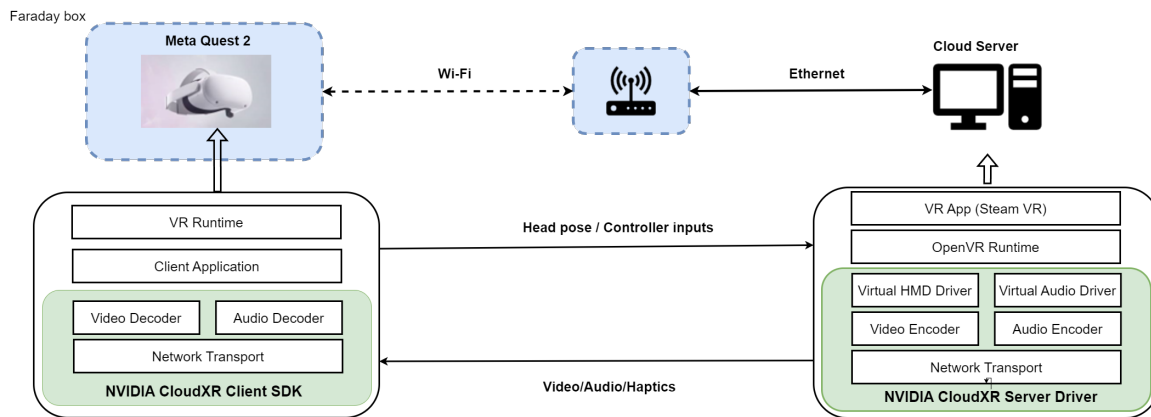 Faraday box
Meta Quest 2
Wi-Fi
Ethernet
Cloud Server
VR Runtime
Client Application
Video Decoder
Audio Decoder
Network Transport
NVIDIA CloudXR Client SDK
Head pose / Controller inputs
Video/Audio/Haptics
VR App (Steam VR)
OpenVR Runtime
Virtual HMD Driver
Virtual Audio Driver
Video Encoder
Audio Encoder
Network Transport
NVIDIA CloudXR Server Driver